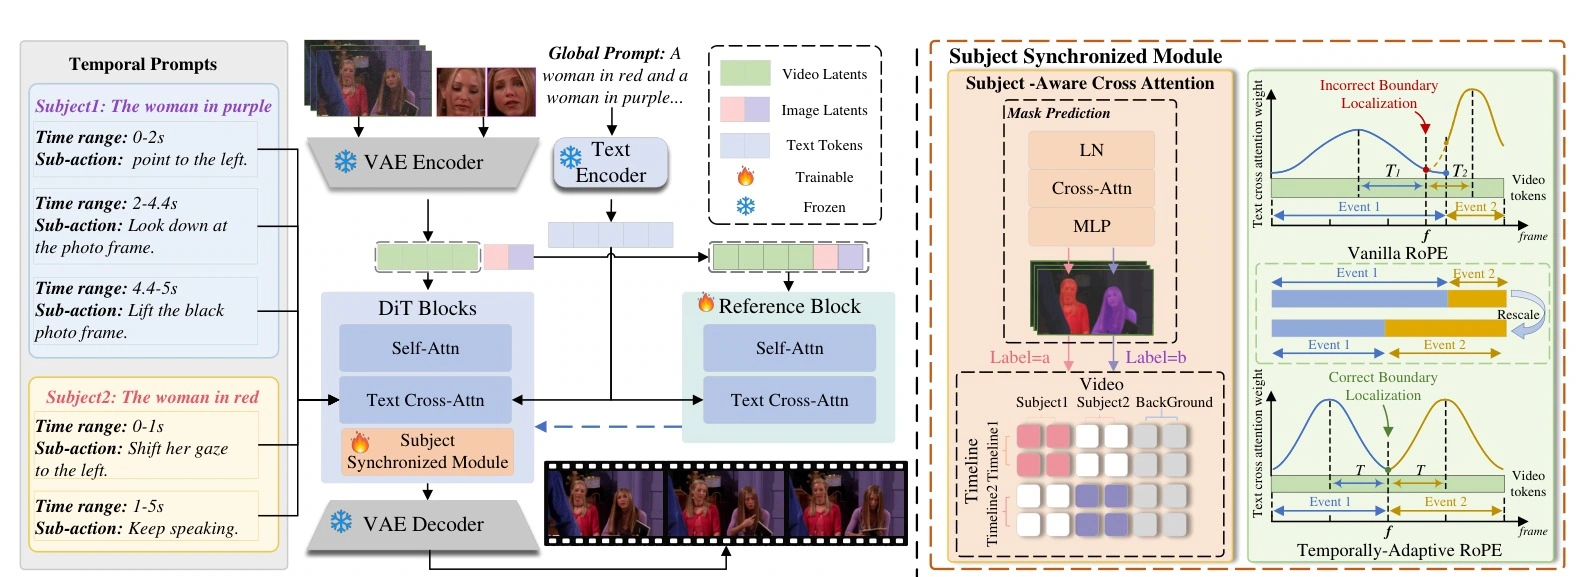 Temporal Prompts
Subject1: The woman in purple
Time range: 0-2s
Sub-action: point to the left.
Time range: 2-4.4s
Sub-action: Look down at
the photo frame.
Time range: 4.4-5s
Sub-action: Lift the black
photo frame.
Subject2: The woman in red
Time range: 0-1s
Sub-action: Shift her gaze
to the left.
Time range: 1-5s
Sub-action: Keep speaking.
Global Prompt: A
woman in red and a
woman in purple...
VAE Encoder
Text
Encoder
Video Latents
Image Latents
Text Tokens
Trainable
Frozen
DiT Blocks
Self-Attn
Text Cross-Attn
Subject
Synchronized Module
Reference Block
Self-Attn
Text Cross-Attn
VAE Decoder
Subject Synchronized Module
Subject -Aware Cross Attention
Mask Prediction
LN
Cross-Attn
MLP
Label=a
Label=b
Video
Subject1
Subject2
BackGround
Timeline
Timeline1
Timeline2
Incorrect Boundary
Localization
Text cross attention weight
T1
T2
Video
tokens
Event 1
Event 2
f
frame
Vanilla RoPE
Event 1
Event 2
Rescale
Event 1
Event 2
Correct Boundary
Localization
Text cross attention weight
T
T
Video
tokens
Event 1
Event 2
f
frame
Temporally-Adaptive RoPE